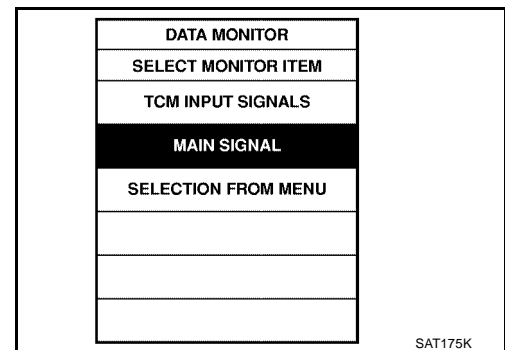 DATA MONITOR
SELECT MONITOR ITEM
TCM INPUT SIGNALS
MAIN SIGNAL
SELECTION FROM MENU
SAT175K